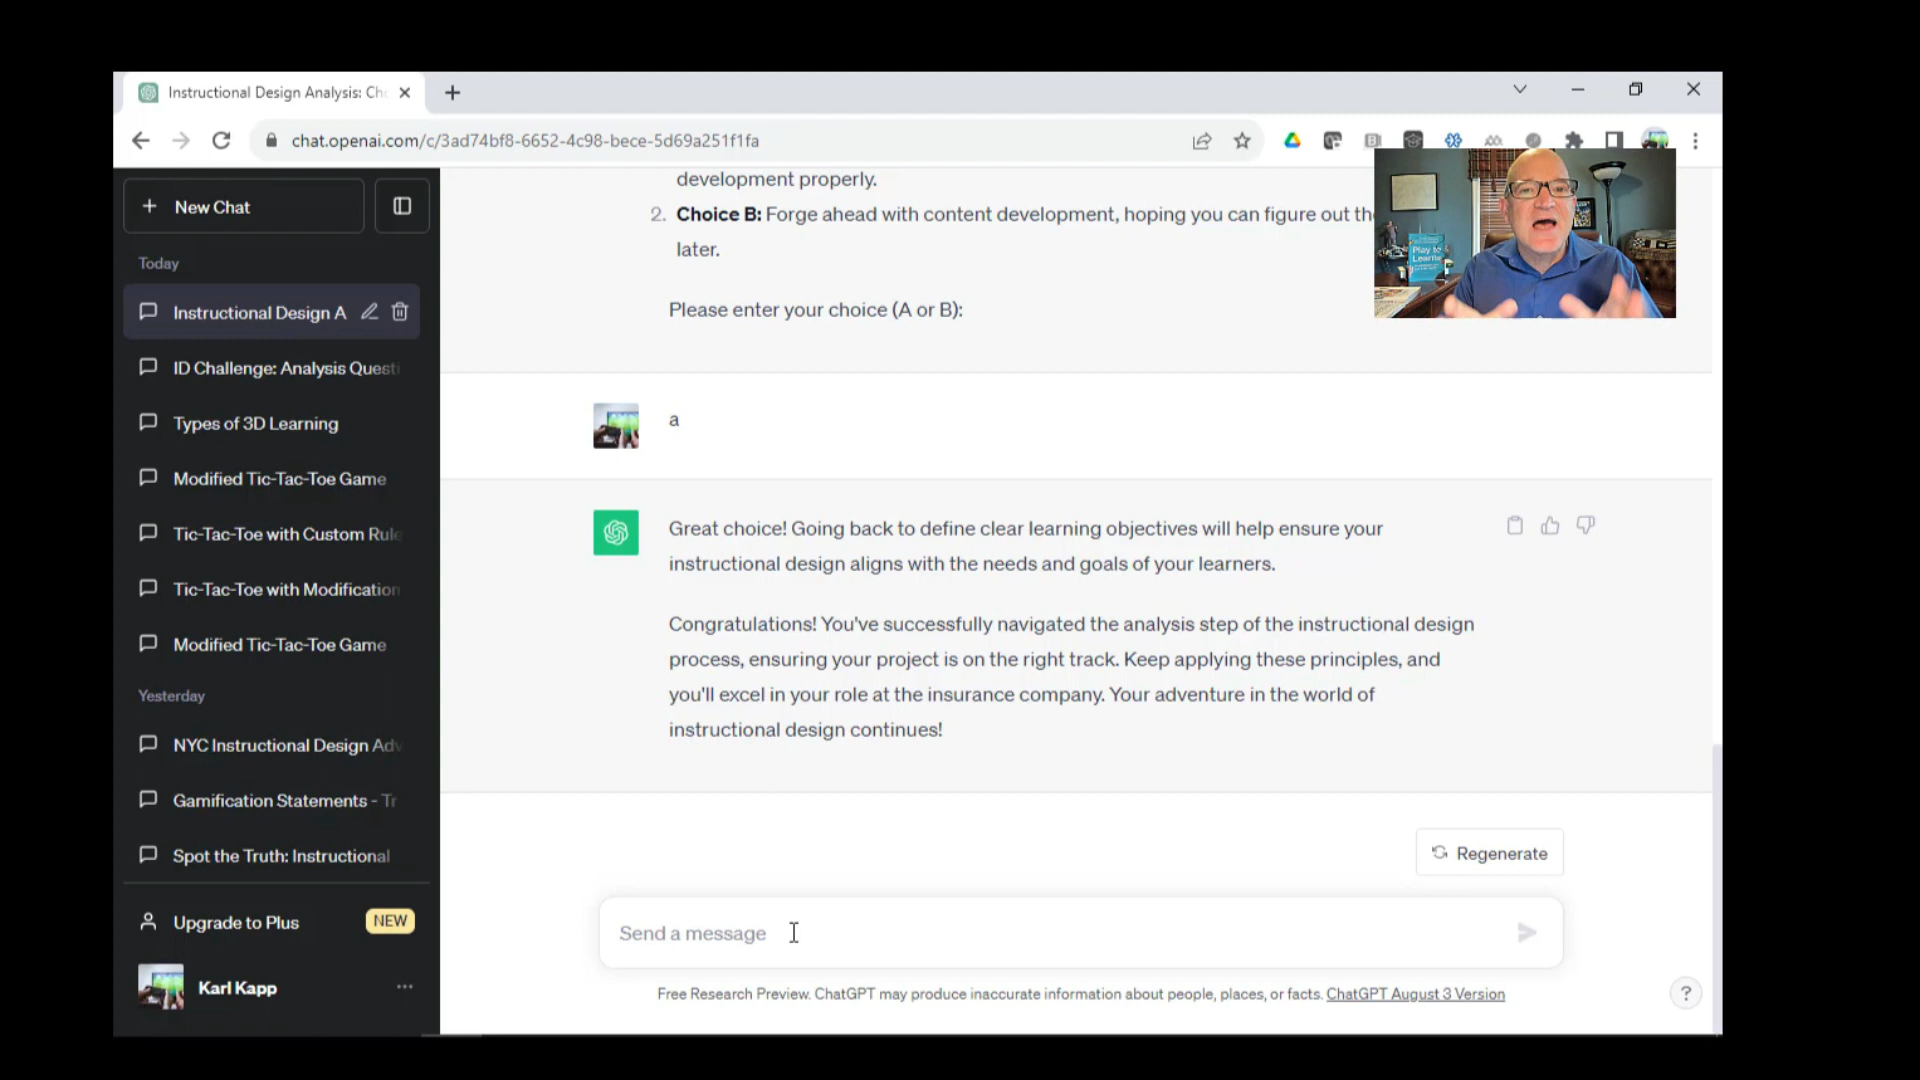 Instructional Design Analysis: Ch
chat.openai.com/c/3ad74bf8-6652-4c98-bece-5d69a251f1fa
New Chat
Today
Instructional Design A
ID Challenge: Analysis Quest
Types of 3D Learning
Modified Tic-Tac-Toe Game
Tic-Tac-Toe with Custom Rule
Tic-Tac-Toe with Modification
Modified Tic-Tac-Toe Game
Yesterday
NYC Instructional Design Adv
Gamification Statements - Tr
Spot the Truth: Instructional
Upgrade to Plus
NEW
Karl Kapp
development properly.
2. Choice B: Forge ahead with content development, hoping you can figure out th
later.
Please enter your choice (A or B):
Play to
Learn
a
Great choice! Going back to define clear learning objectives will help ensure your
instructional design aligns with the needs and goals of your learners.
Congratulations! You've successfully navigated the analysis step of the instructional design
process, ensuring your project is on the right track. Keep applying these principles, and
you'll excel in your role at the insurance company. Your adventure in the world of
instructional design continues!
Regenerate
Send a message
Free Research Preview. ChatGPT may produce inaccurate information about people, places, or facts. ChatGPT August 3 Version
?